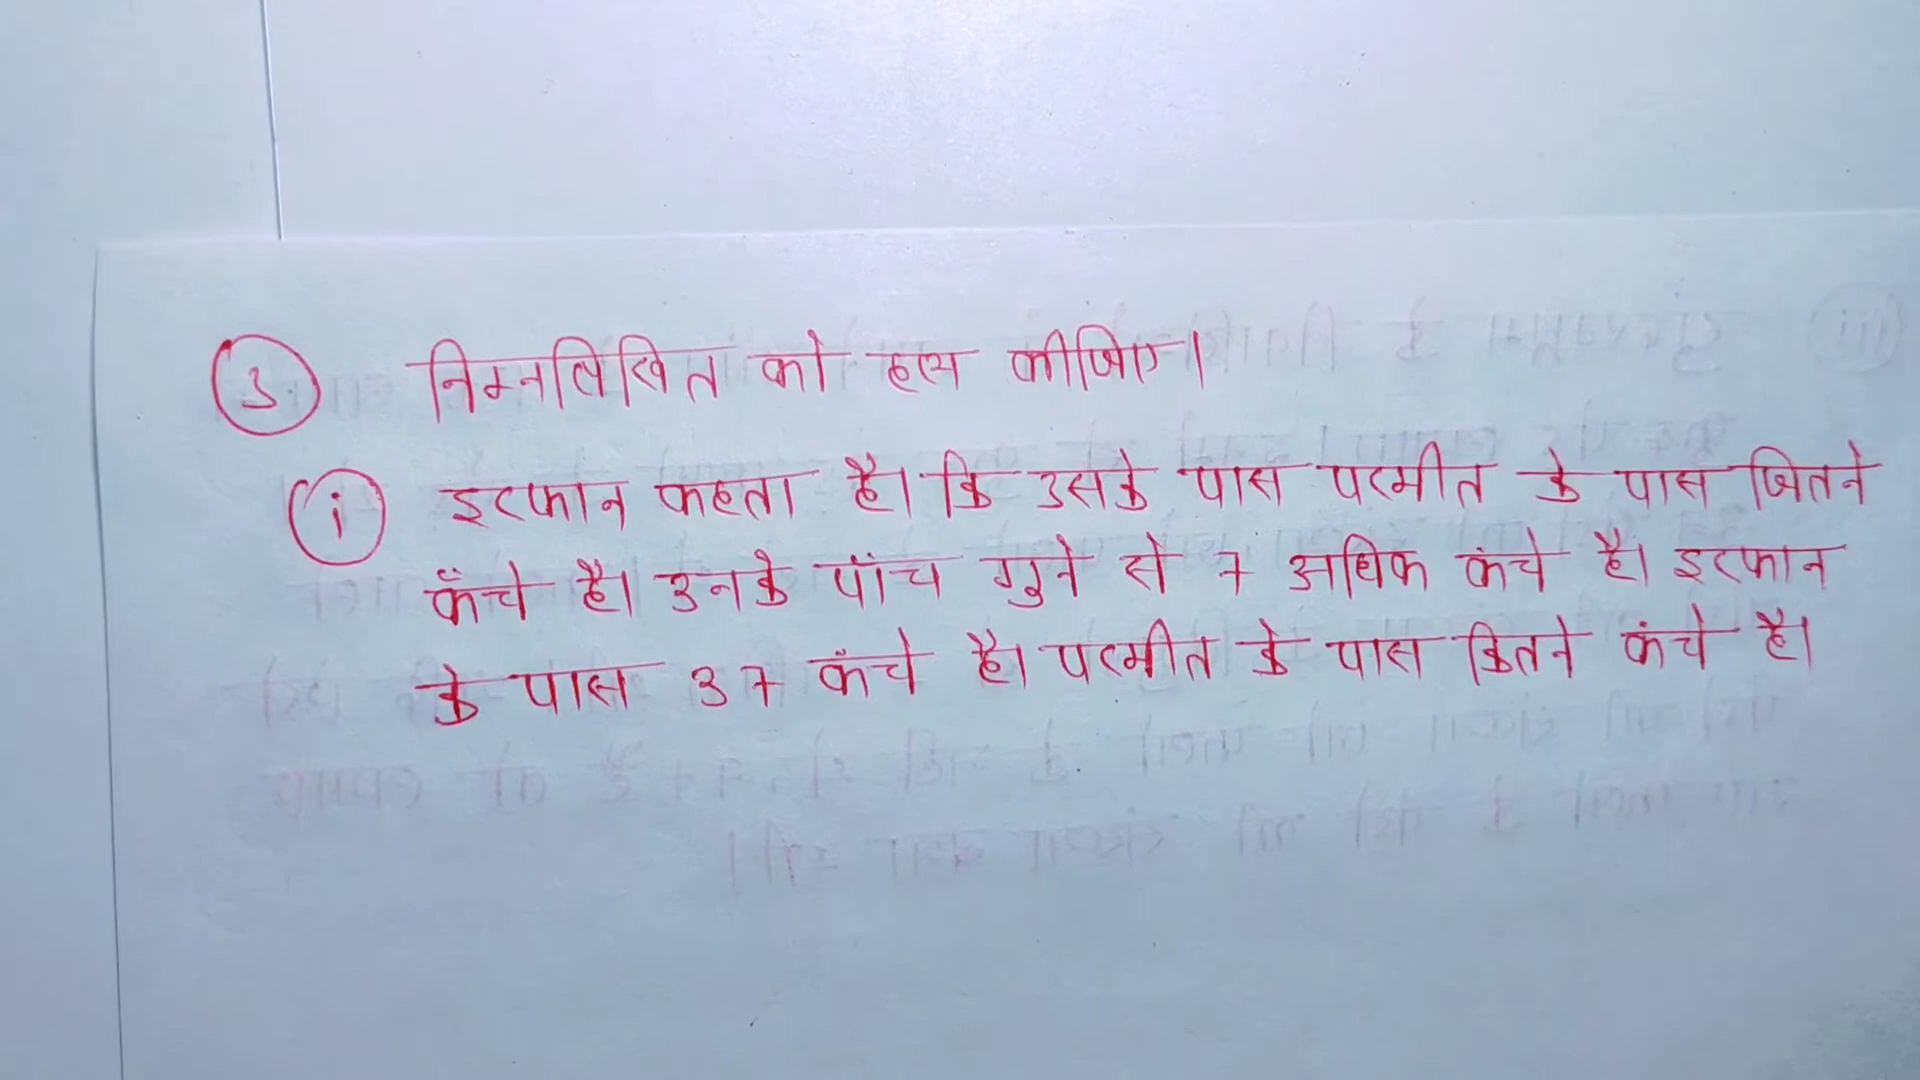 3 निम्नलिखित को हल कीजिए।
i इरफान कहता है। कि उसके पास परमीत के पास जितने
कँचे है। उनके पाँच गुने से 7 अधिक कंचे है। इरफान
के पास 37 कँचे है। परमीत के पास कितने कंचे है।